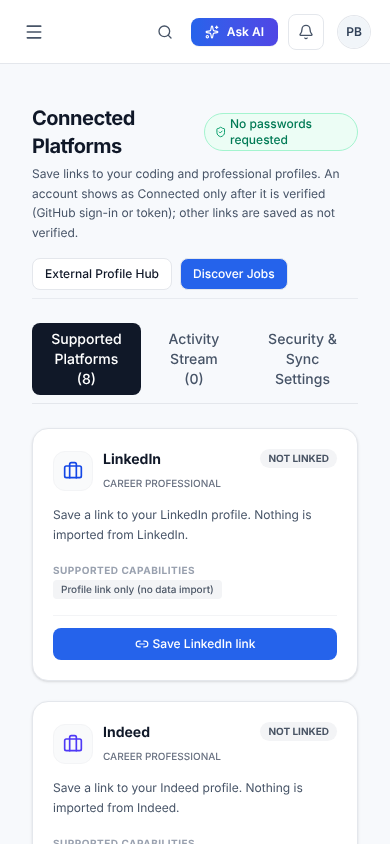 Ask AI
PB
Connected
Platforms
No passwords
requested
Save links to your coding and professional profiles. An
account shows as Connected only after it is verified
(GitHub sign-in or token); other links are saved as not
verified.
External Profile Hub
Discover Jobs
Supported
Platforms
(8)
Activity
Stream
(0)
Security &
Sync
Settings
LinkedIn
NOT LINKED
CAREER PROFESSIONAL
Save a link to your LinkedIn profile. Nothing is
imported from LinkedIn.
SUPPORTED CAPABILITIES
Profile link only (no data import)
Save LinkedIn link
Indeed
NOT LINKED
CAREER PROFESSIONAL
Save a link to your Indeed profile. Nothing is
imported from Indeed.
SUPPORTED CAPABILITIES